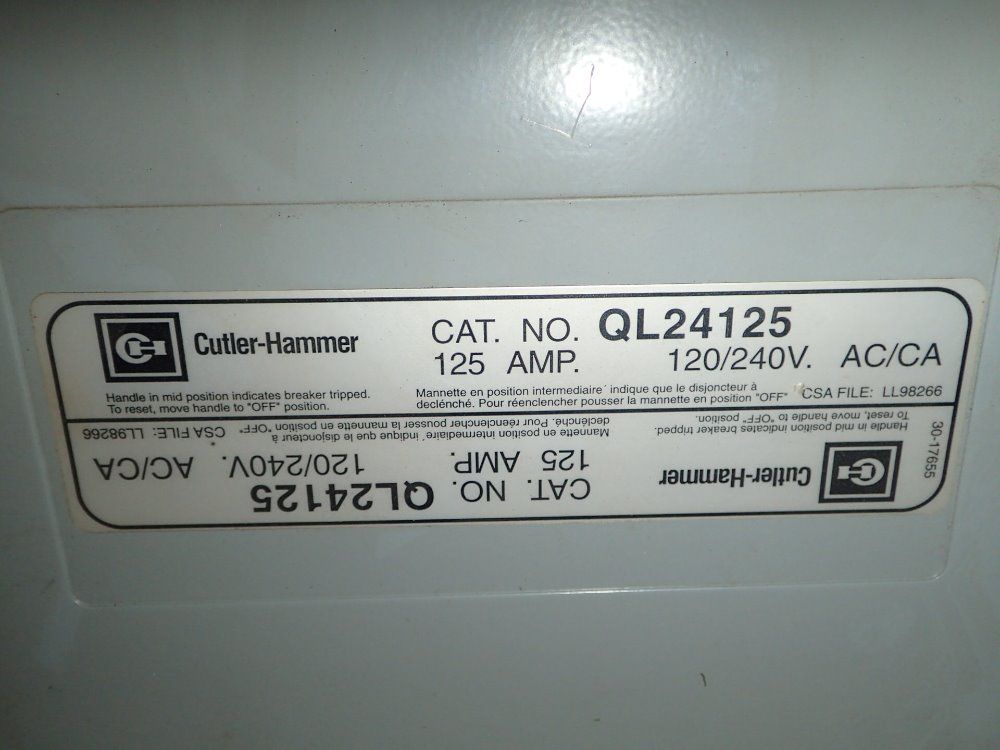 Cutler-Hammer
CAT. NO. QL24125
125 AMP. 120/240V. AC/CA
Handle in mid position indicates breaker tripped.
To reset, move handle to "OFF" position.
Mannette en position intermediaire´ indique que le disjoncteur à
declénché. Pour réenclencher pousser la mannette en position "OFF"
CSA FILE: LL98266
30-17655
Cutler-Hammer
CAT. NO. QL24125
125 AMP. 120/240V. AC/CA
Handle in mid position indicates breaker tripped.
To reset, move handle to "OFF" position.
Mannette en position intermediaire´ indique que le disjoncteur à
declénché. Pour réenclencher pousser la mannette en position "OFF"
CSA FILE: LL98266